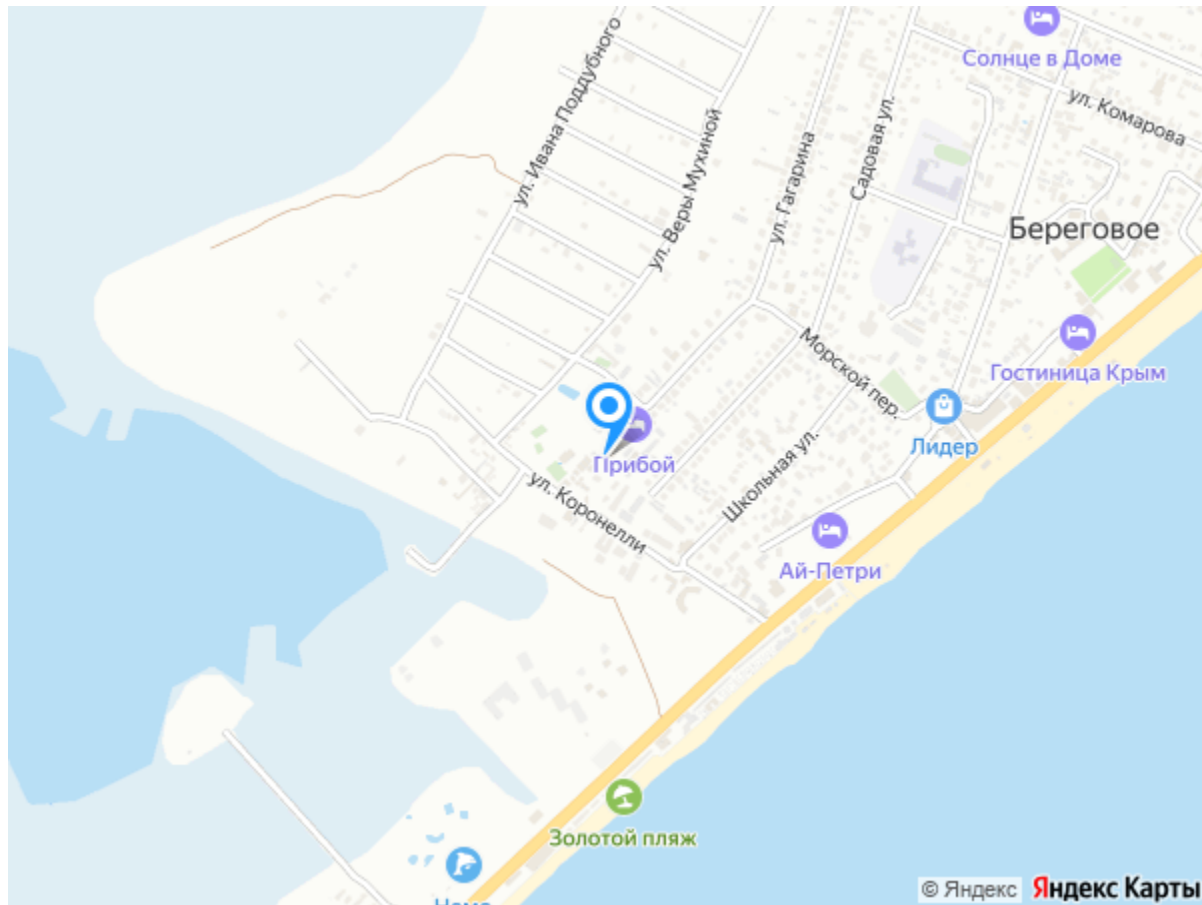 Солнце в Доме
ул. Комарова
ул. Ивана Поддубного
ул. Веры Мухиной
ул. Гагарина
Садовая ул.
Береговое
Морской пер.
Гостиница Крым
Лидер
Прибой
Школьная ул.
ул. Коронелли
Ай-Петри
Золотой пляж
© Яндекс Яндекс Карты